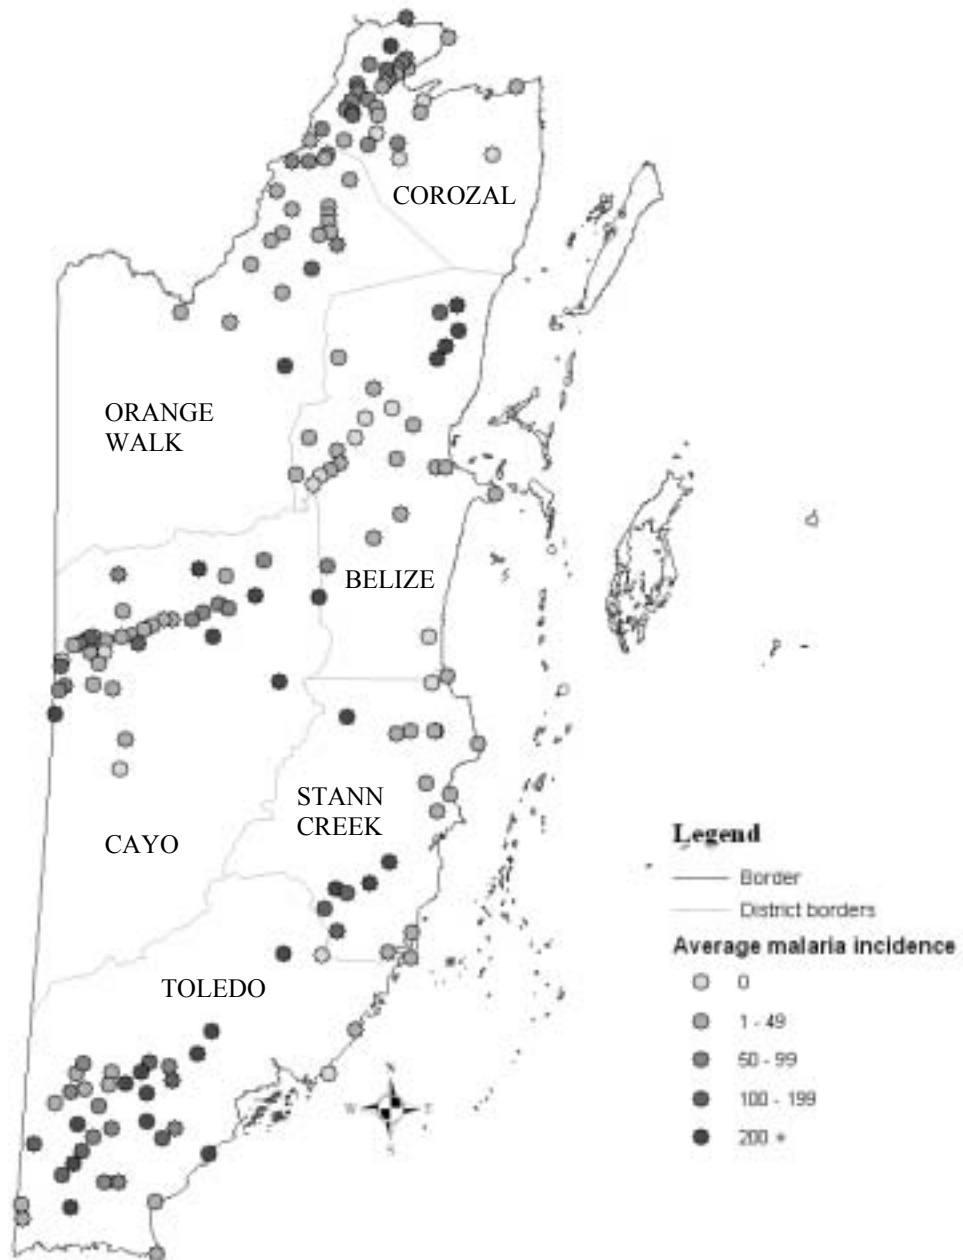 COROZAL
ORANGE
WALK
BELIZE
STANN
CREEK
CAYO
TOLEDO
Legend
Border
District borders
Average malaria incidence
0
1 - 49
50 - 99
100 - 199
200 +
N
W
E
S